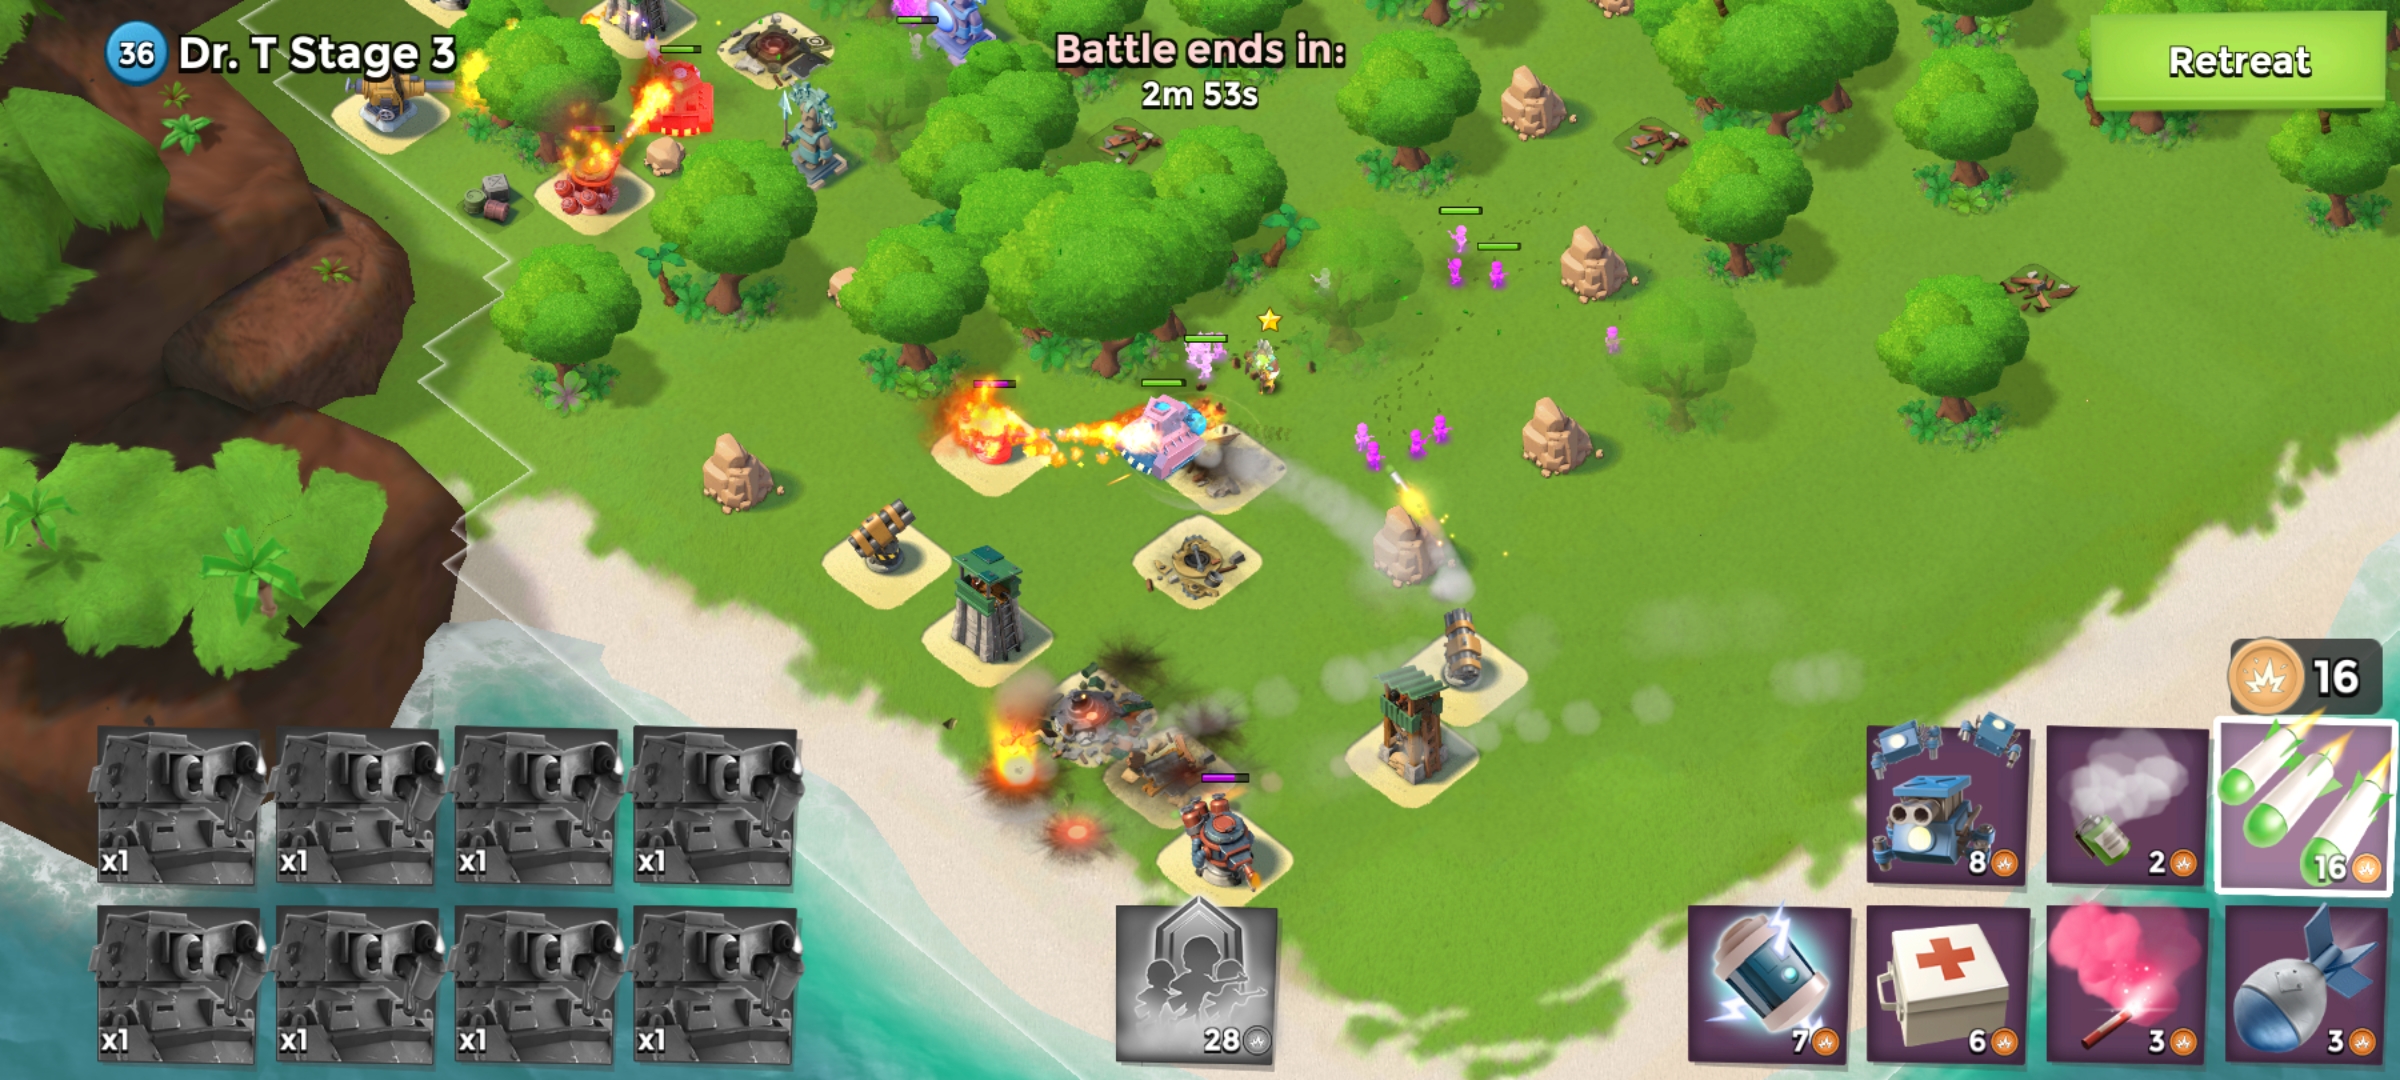 36 Dr. T Stage 3
Battle ends in:
2m 53s
Retreat
16
x1 x1 x1 x1
8 2 16
x1 x1 x1 x1
28
7 6 3 3